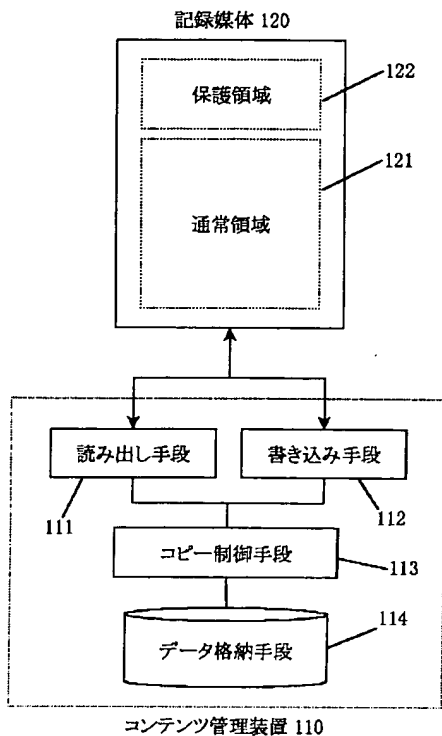 記録媒体 120
保護領域
122
121
通常領域
読み出し手段
書き込み手段
111
112
コピー制御手段
113
114
データ格納手段
コンテンツ管理装置 110